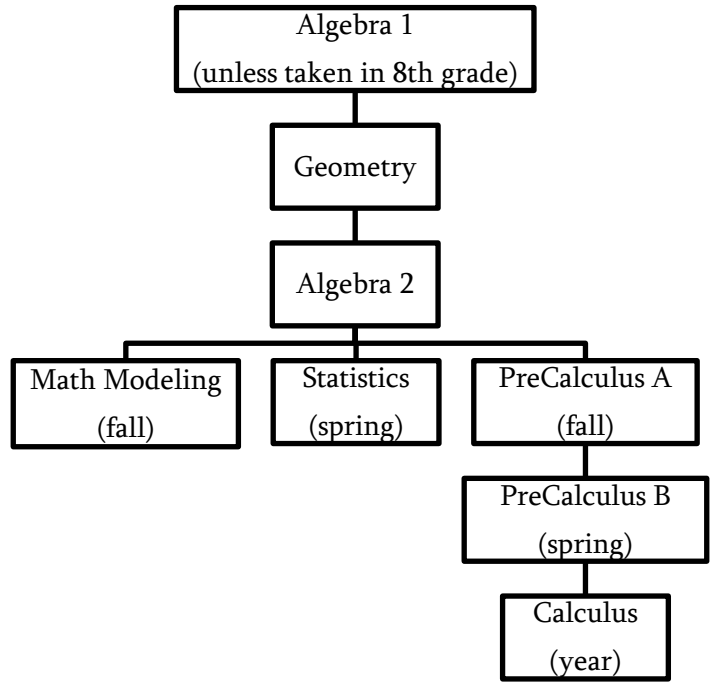 Algebra 1
(unless taken in 8th grade)
Geometry
Algebra 2
Math Modeling
(fall)
Statistics
(spring)
PreCalculus A
(fall)
PreCalculus B
(spring)
Calculus
(year)